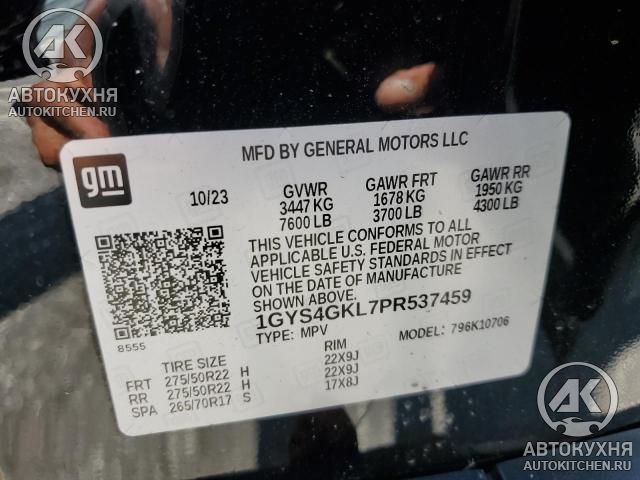 AK
АВТОКУХНЯ
AUTOKITCHEN.RU
MFD BY GENERAL MOTORS LLC
gm
10/23
GVWR
3447 KG
7600 LB
GAWR FRT
1678 KG
3700 LB
GAWR RR
1950 KG
4300 LB
THIS VEHICLE CONFORMS TO ALL
APPLICABLE U.S. FEDERAL MOTOR
VEHICLE SAFETY STANDARDS IN EFFECT
ON THE DATE OF MANUFACTURE
SHOWN ABOVE.
1GYS4GKL7PR537459
TYPE: MPV
MODEL: 796K10706
8555
TIRE SIZE RIM
FRT 275/50R22 H 22X9J
RR 275/50R22 H 22X9J
SPA 265/70R17 S 17X8J
AK
АВТОКУХНЯ
AUTOKITCHEN.RU